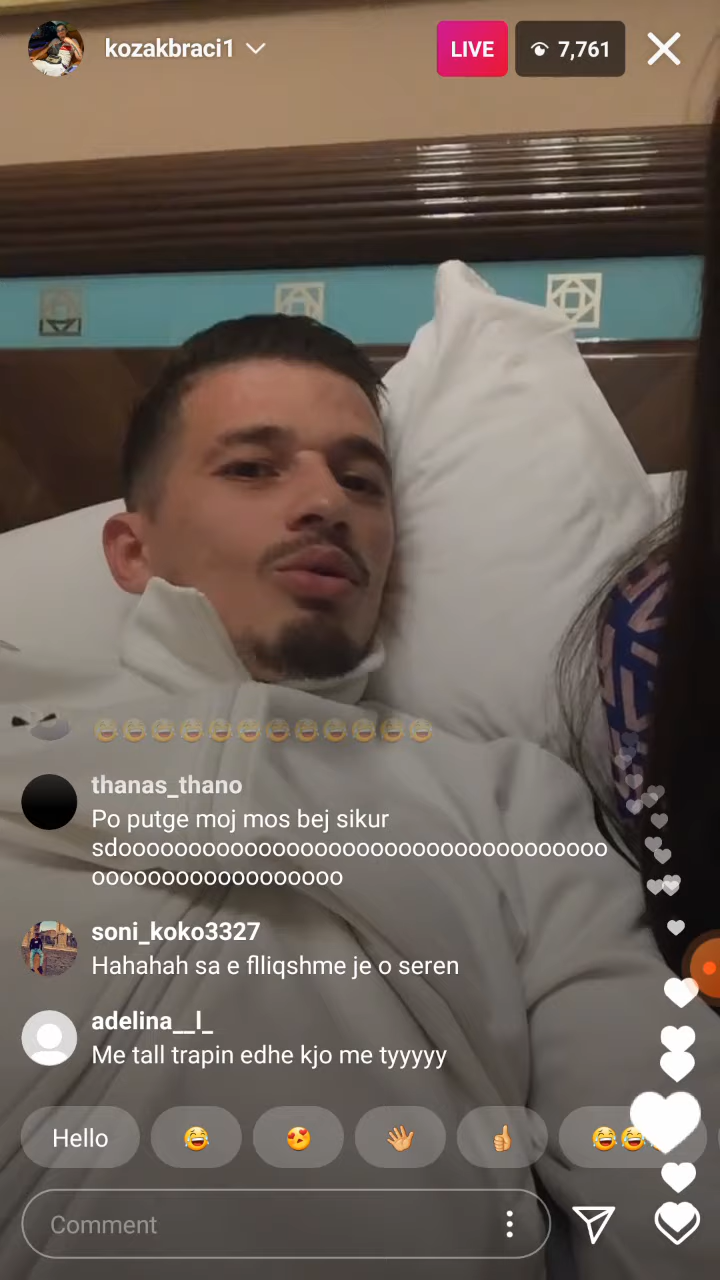 kozakbraci1
LIVE
7,761
😂😂😂😂😂😂😂😂😂😂😂😂
thanas_thano
Po putge moj mos bej sikur
sdooooooooooooooooooooooooooooooooooo
oooooooooooooooooo
soni_koko3327
Hahahah sa e flliqshme je o seren
adelina__l_
Me tall trapin edhe kjo me tyyyyy
Hello 😂 😍 👋 👍 😂😂
Comment